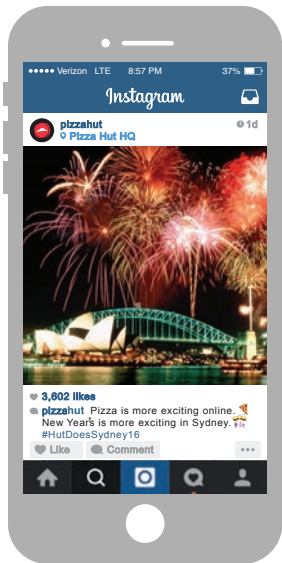 Verizon LTE 8:57 PM 37%
Instagram
pizzahut 1d
Pizza Hut HQ
3,602 likes
pizzahut Pizza is more exciting online.
New Year's is more exciting in Sydney.
#HutDoesSydney16
Like Comment